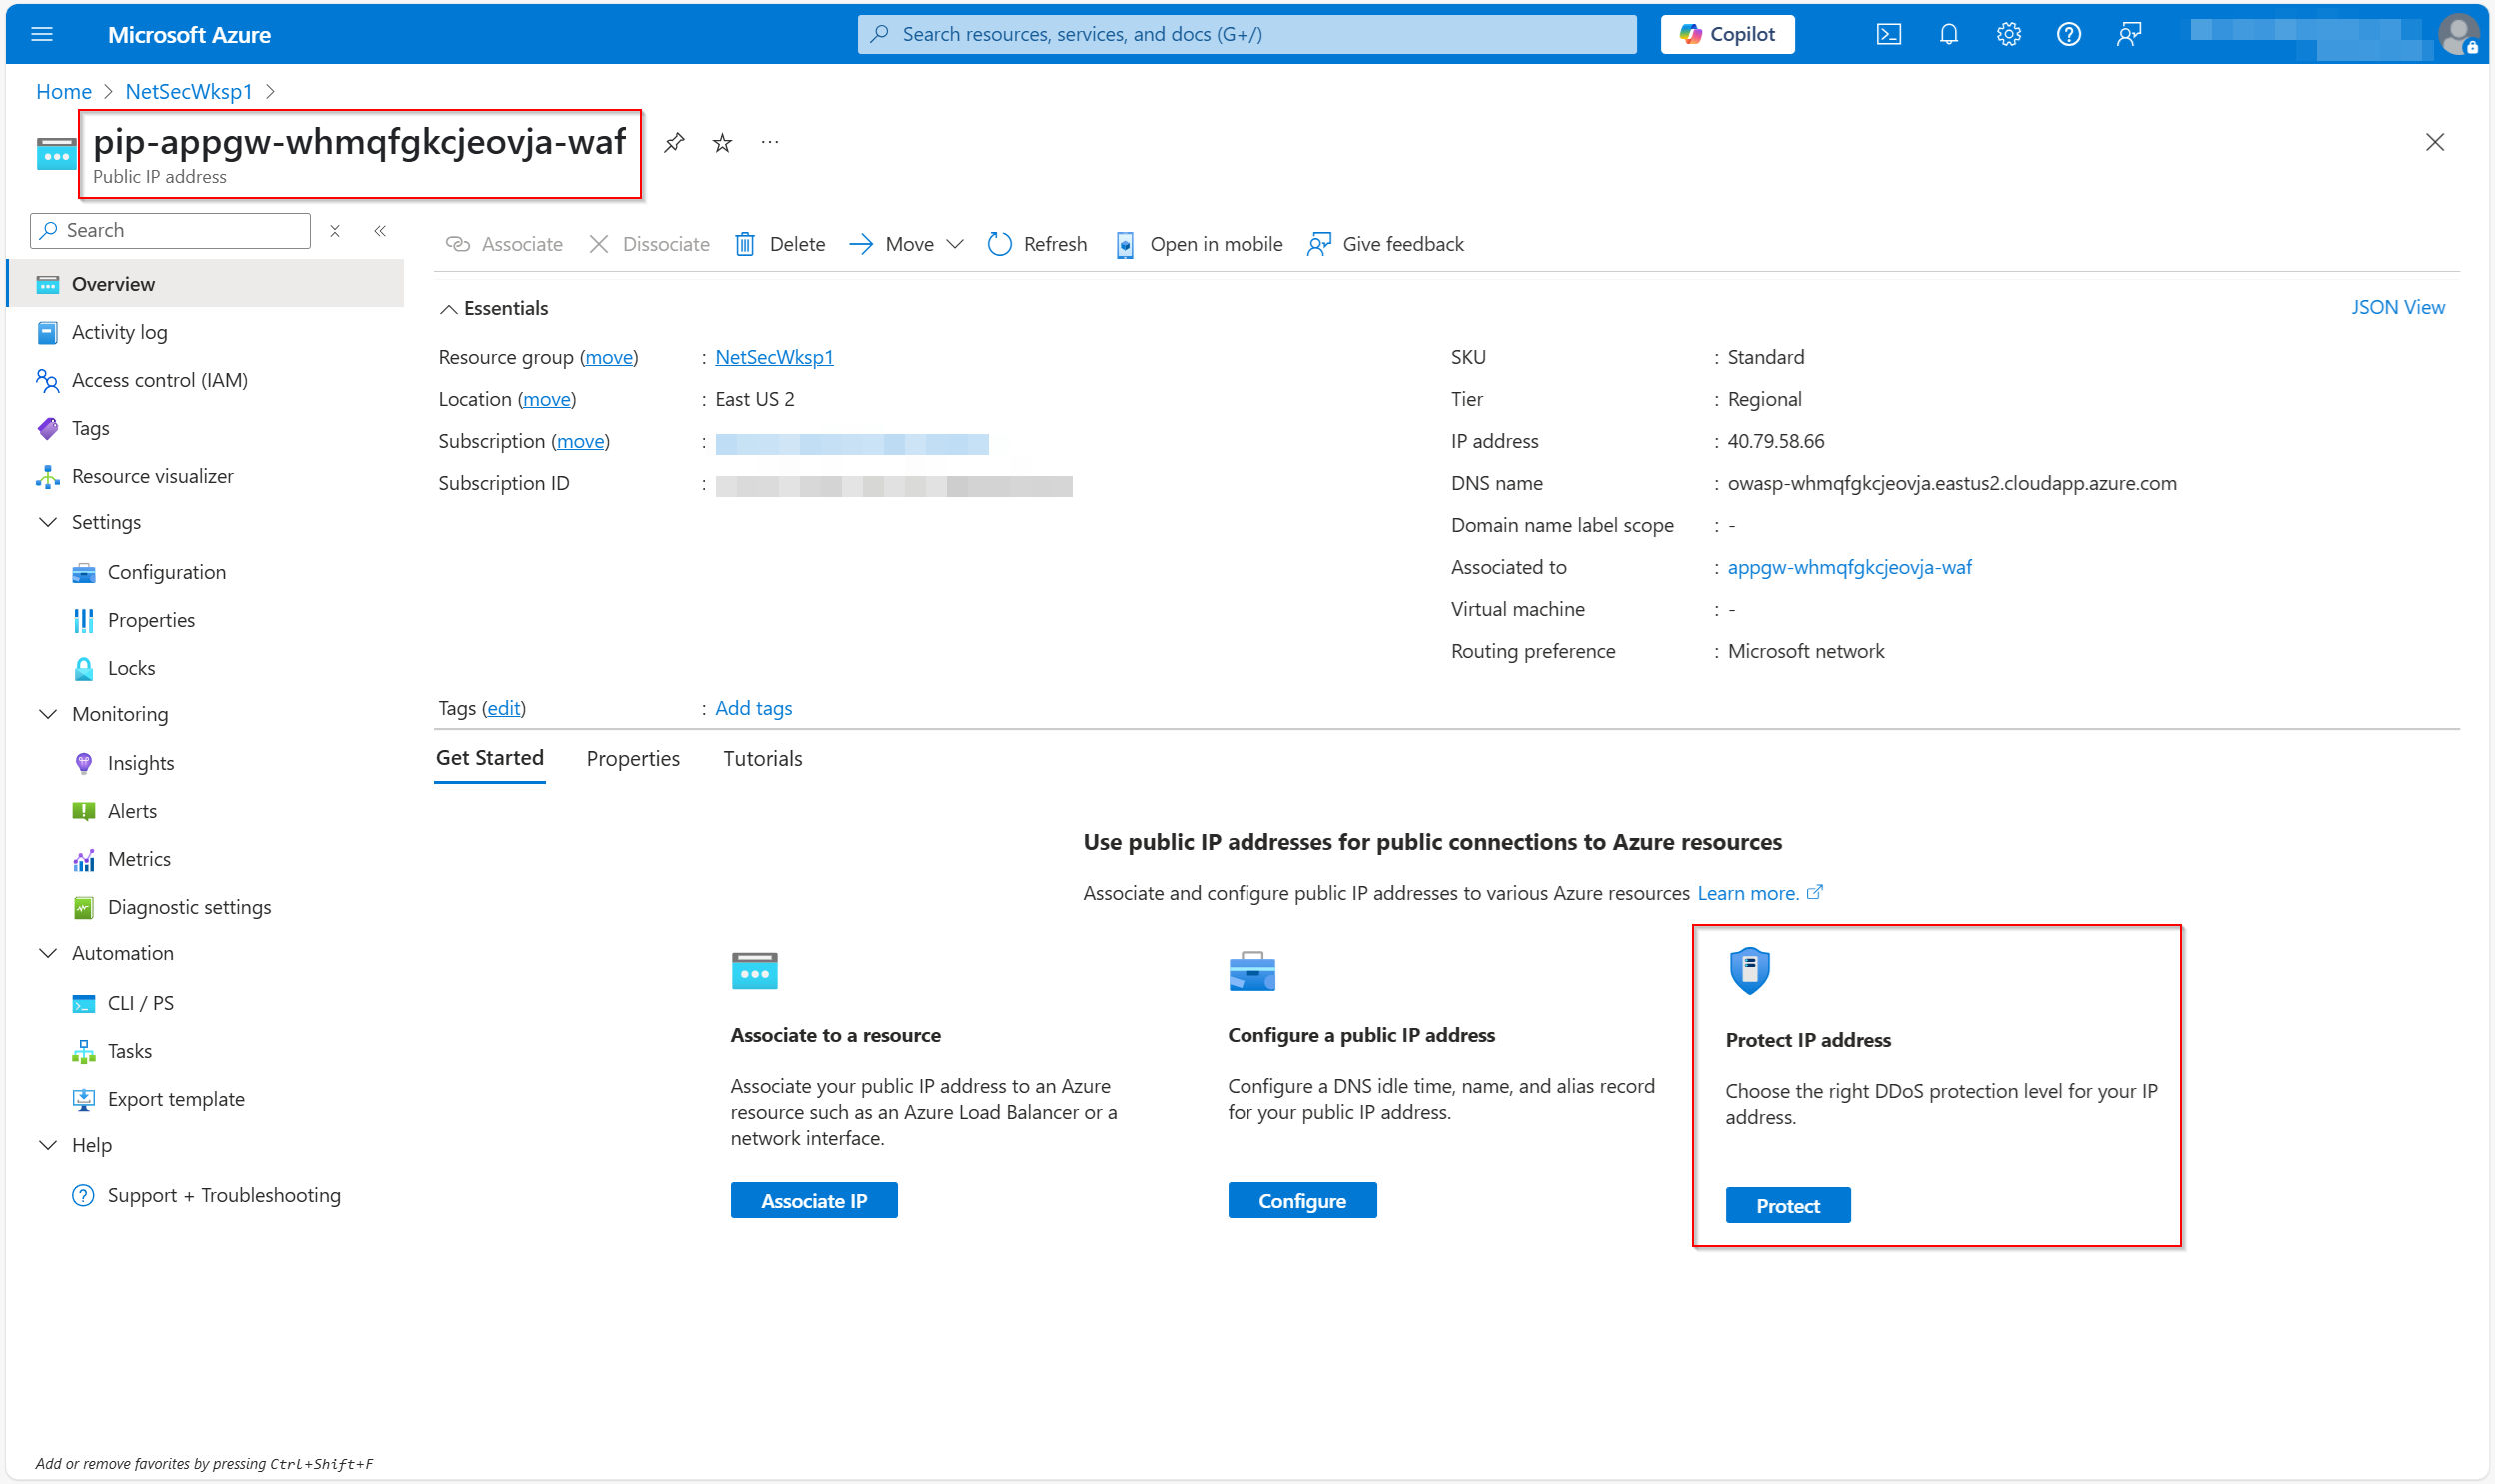 Microsoft Azure
Search resources, services, and docs (G+/)
Copilot
Home > NetSecWksp1 >
pip-appgw-whmqfgkcjeovja-waf
Public IP address
Search
Associate
Dissociate
Delete
Move
Refresh
Open in mobile
Give feedback
Overview
Activity log
Access control (IAM)
Tags
Resource visualizer
Settings
Configuration
Properties
Locks
Monitoring
Insights
Alerts
Metrics
Diagnostic settings
Automation
CLI / PS
Tasks
Export template
Help
Support + Troubleshooting
Add or remove favorites by pressing Ctrl+Shift+F
Essentials
JSON View
Resource group (move) : NetSecWksp1
Location (move) : East US 2
Subscription (move) :
Subscription ID :
SKU : Standard
Tier : Regional
IP address : 40.79.58.66
DNS name : owasp-whmqfgkcjeovja.eastus2.cloudapp.azure.com
Domain name label scope : -
Associated to : appgw-whmqfgkcjeovja-waf
Virtual machine : -
Routing preference : Microsoft network
Tags (edit) : Add tags
Get Started
Properties
Tutorials
Use public IP addresses for public connections to Azure resources
Associate and configure public IP addresses to various Azure resources Learn more.
Associate to a resource
Associate your public IP address to an Azure
resource such as an Azure Load Balancer or a
network interface.
Associate IP
Configure a public IP address
Configure a DNS idle time, name, and alias record
for your public IP address.
Configure
Protect IP address
Choose the right DDoS protection level for your IP
address.
Protect